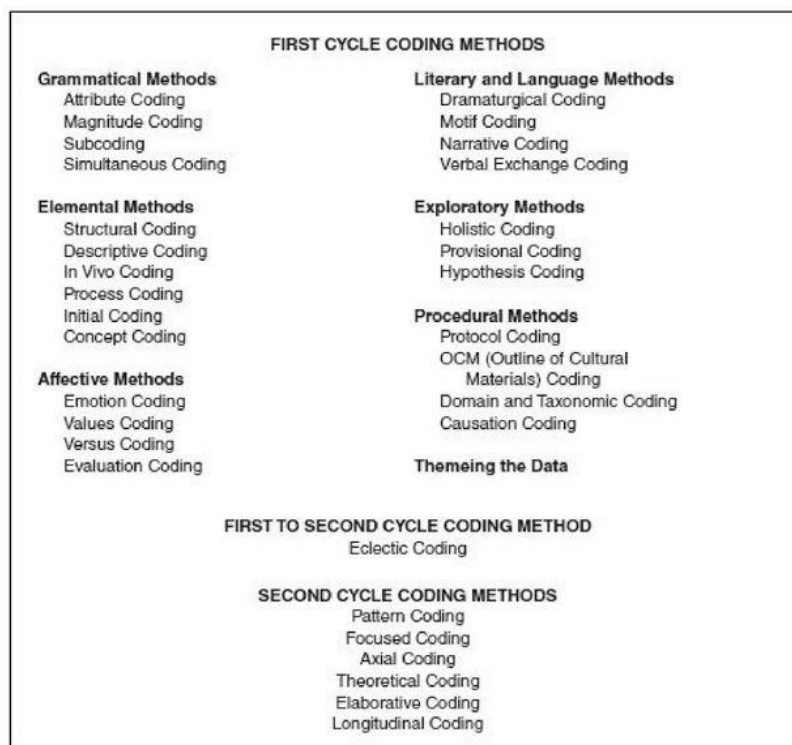 FIRST CYCLE CODING METHODS
Grammatical Methods
Attribute Coding
Magnitude Coding
Subcoding
Simultaneous Coding
Elemental Methods
Structural Coding
Descriptive Coding
In Vivo Coding
Process Coding
Initial Coding
Concept Coding
Affective Methods
Emotion Coding
Values Coding
Versus Coding
Evaluation Coding
Literary and Language Methods
Dramaturgical Coding
Motif Coding
Narrative Coding
Verbal Exchange Coding
Exploratory Methods
Holistic Coding
Provisional Coding
Hypothesis Coding
Procedural Methods
Protocol Coding
OCM (Outline of Cultural
Materials) Coding
Domain and Taxonomic Coding
Causation Coding
Themeing the Data
FIRST TO SECOND CYCLE CODING METHOD
Eclectic Coding
SECOND CYCLE CODING METHODS
Pattern Coding
Focused Coding
Axial Coding
Theoretical Coding
Elaborative Coding
Longitudinal Coding